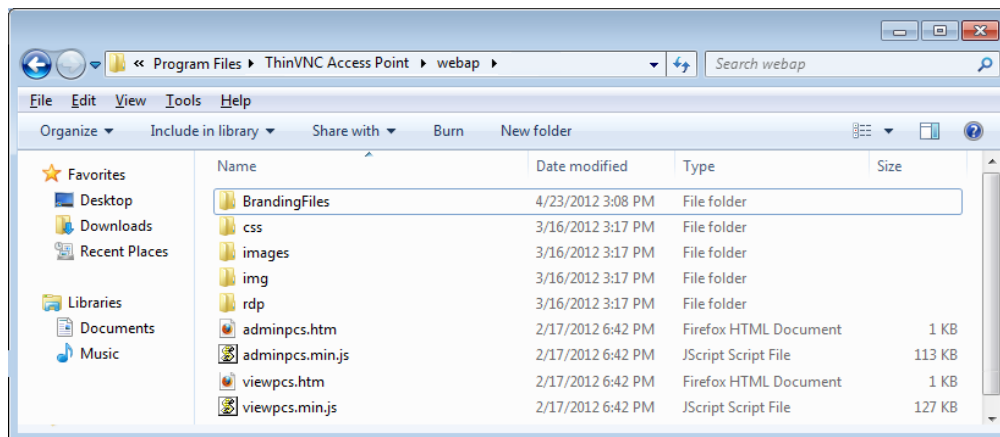 « Program Files ▸ ThinVNC Access Point ▸ webap ▸ Search webap
File Edit View Tools Help
Organize Include in library Share with Burn New folder
Name Date modified Type Size
Favorites
Desktop
Downloads
Recent Places
Libraries
Documents
Music
BrandingFiles 4/23/2012 3:08 PM File folder
css 3/16/2012 3:17 PM File folder
images 3/16/2012 3:17 PM File folder
img 3/16/2012 3:17 PM File folder
rdp 3/16/2012 3:17 PM File folder
adminpcs.htm 2/17/2012 6:42 PM Firefox HTML Document 1 KB
adminpcs.min.js 2/17/2012 6:42 PM JScript Script File 113 KB
viewpcs.htm 2/17/2012 6:42 PM Firefox HTML Document 1 KB
viewpcs.min.js 2/17/2012 6:42 PM JScript Script File 127 KB